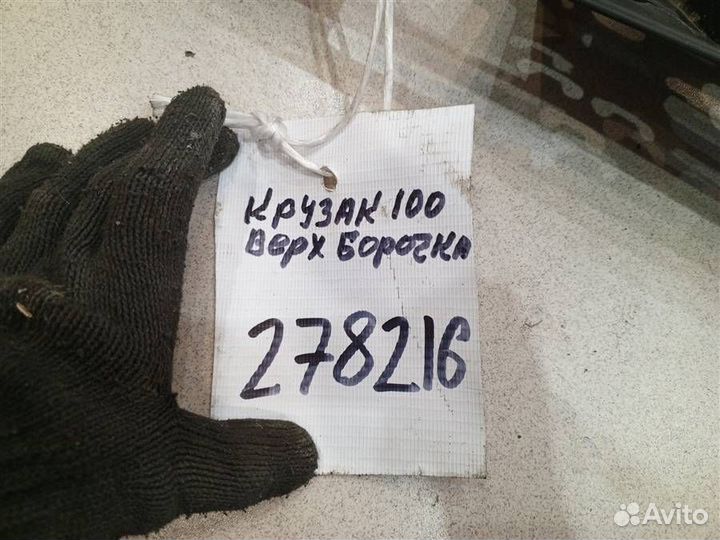 КРУЗАК 100
Верх Борочка
278216
Avito